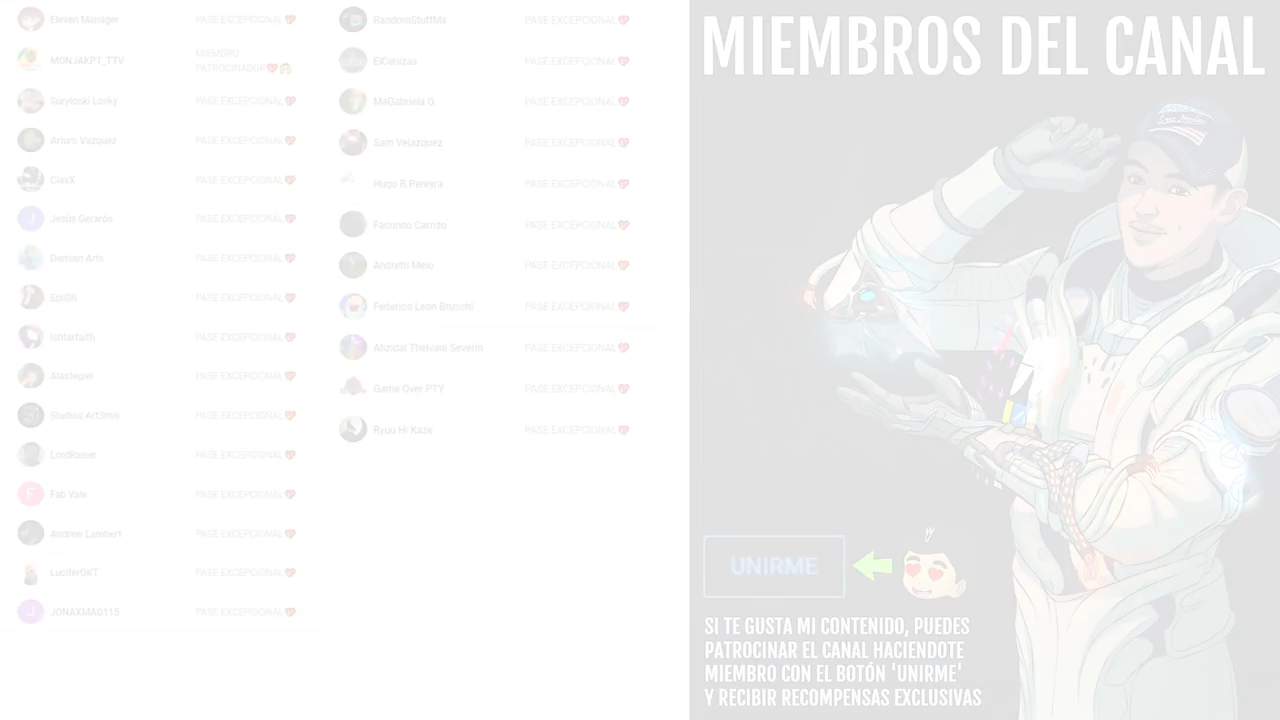 Eleven Manager PASE EXCEPCIONAL
MONJAKPT_TTV MIEMBRO
PATROCINADOR
PASE EXCEPCIONAL
Arturo Vazquez PASE EXCEPCIONAL
ClaxX PASE EXCEPCIONAL
J Jesús Gerardo PASE EXCEPCIONAL
Demian Arts PASE EXCEPCIONAL
PASE EXCEPCIONAL
PASE EXCEPCIONAL
PASE EXCEPCIONAL
PASE EXCEPCIONAL
PASE EXCEPCIONAL
F Fab Vale PASE EXCEPCIONAL
Andrew Lambert PASE EXCEPCIONAL
PASE EXCEPCIONAL
J JONAXMAD115 PASE EXCEPCIONAL
RandomStuffMx PASE EXCEPCIONAL
ElCenizas PASE EXCEPCIONAL
MaGabriela G. PASE EXCEPCIONAL
Sam Velazquez PASE EXCEPCIONAL
Hugo R Pereyra PASE EXCEPCIONAL
Facundo Carrizo PASE EXCEPCIONAL
Andretti Melo PASE EXCEPCIONAL
Federico Leon Bruschi PASE EXCEPCIONAL
PASE EXCEPCIONAL
Game Over PTY PASE EXCEPCIONAL
Ryuu Hi Kaze PASE EXCEPCIONAL
MIEMBROS DEL CANAL
UNIRME
SI TE GUSTA MI CONTENIDO, PUEDES
PATROCINAR EL CANAL HACIENDOTE
MIEMBRO CON EL BOTÓN 'UNIRME'
Y RECIBIR RECOMPENSAS EXCLUSIVAS